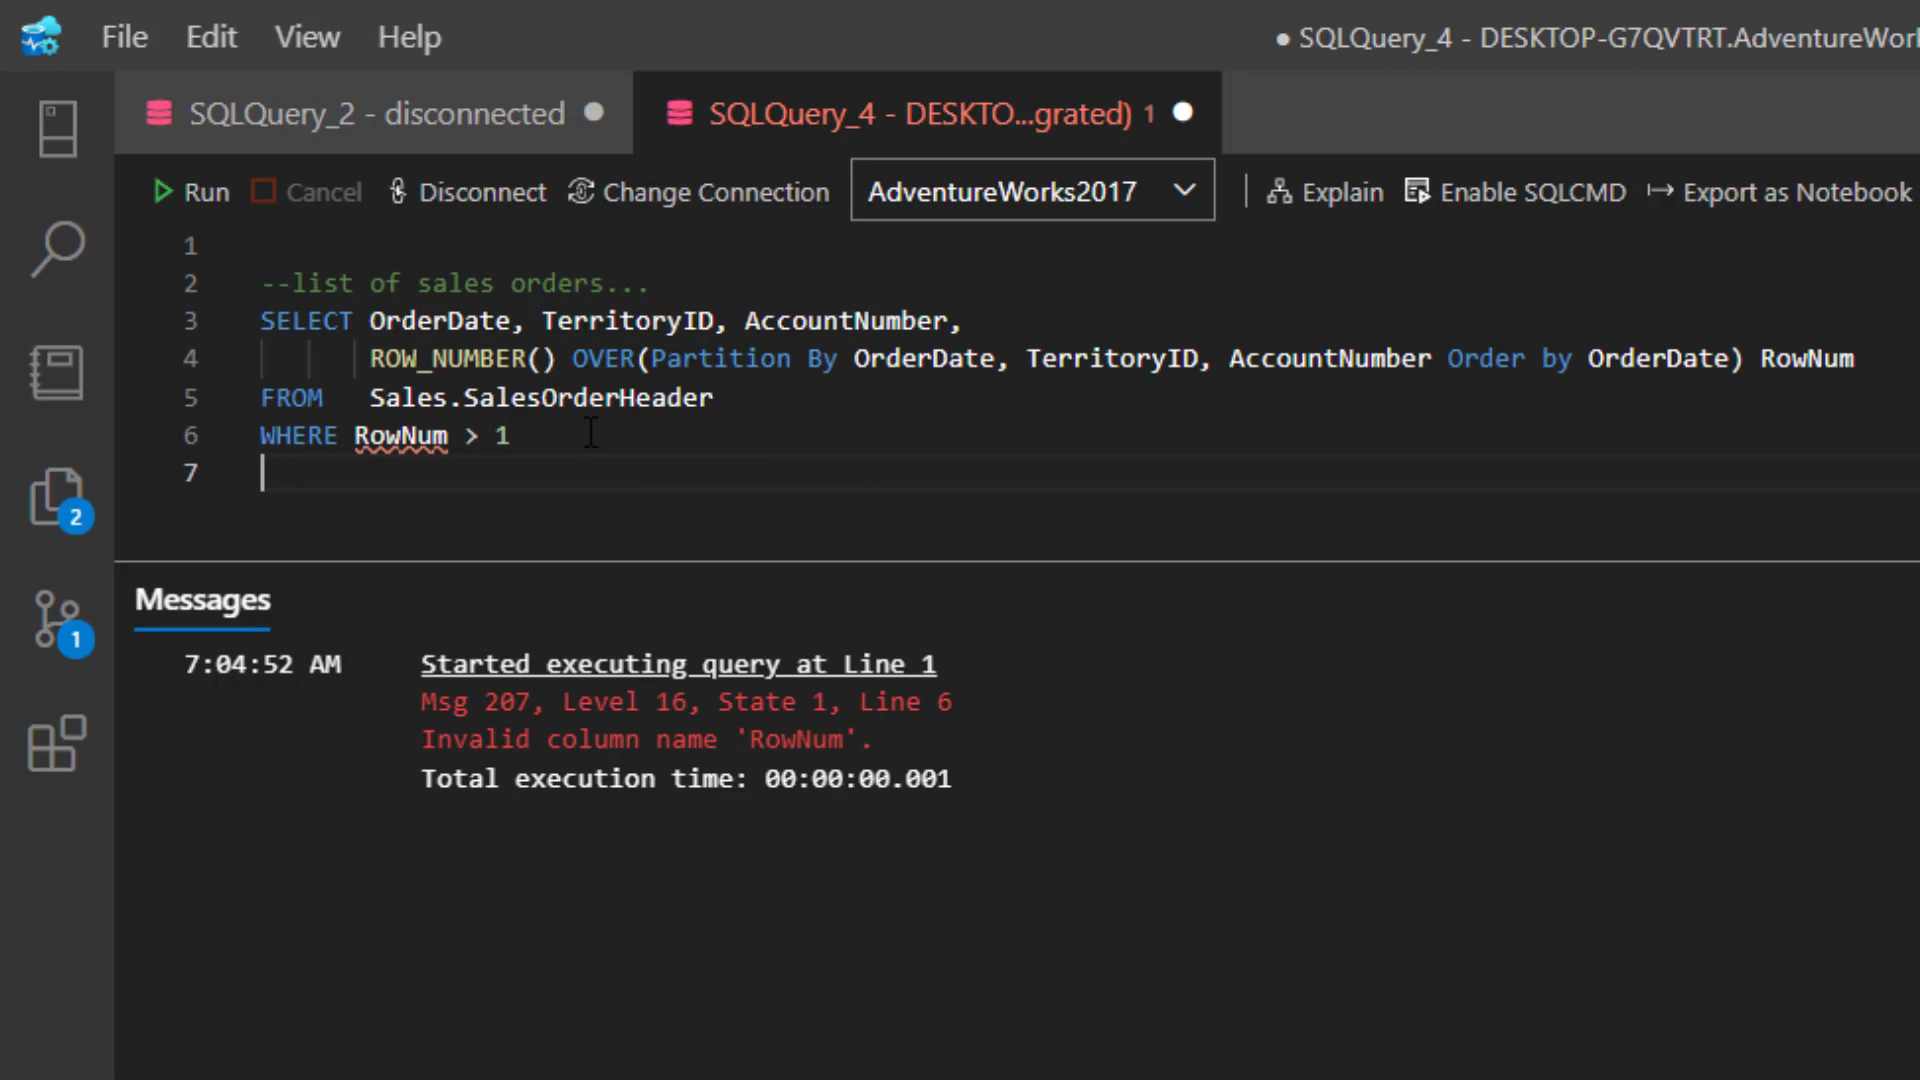 File Edit View Help
● SQLQuery_4 - DESKTOP-G7QVTRT.AdventureWor
SQLQuery_2 - disconnected
SQLQuery_4 - DESKTO...grated) 1
Run Cancel Disconnect Change Connection AdventureWorks2017 Explain Enable SQLCMD Export as Notebook
1
2 --list of sales orders...
3 SELECT OrderDate, TerritoryID, AccountNumber,
4 ROW_NUMBER() OVER(Partition By OrderDate, TerritoryID, AccountNumber Order by OrderDate) RowNum
5 FROM Sales.SalesOrderHeader
6 WHERE RowNum > 1
7
2
1
Messages
7:04:52 AM Started executing query at Line 1
Msg 207, Level 16, State 1, Line 6
Invalid column name 'RowNum'.
Total execution time: 00:00:00.001